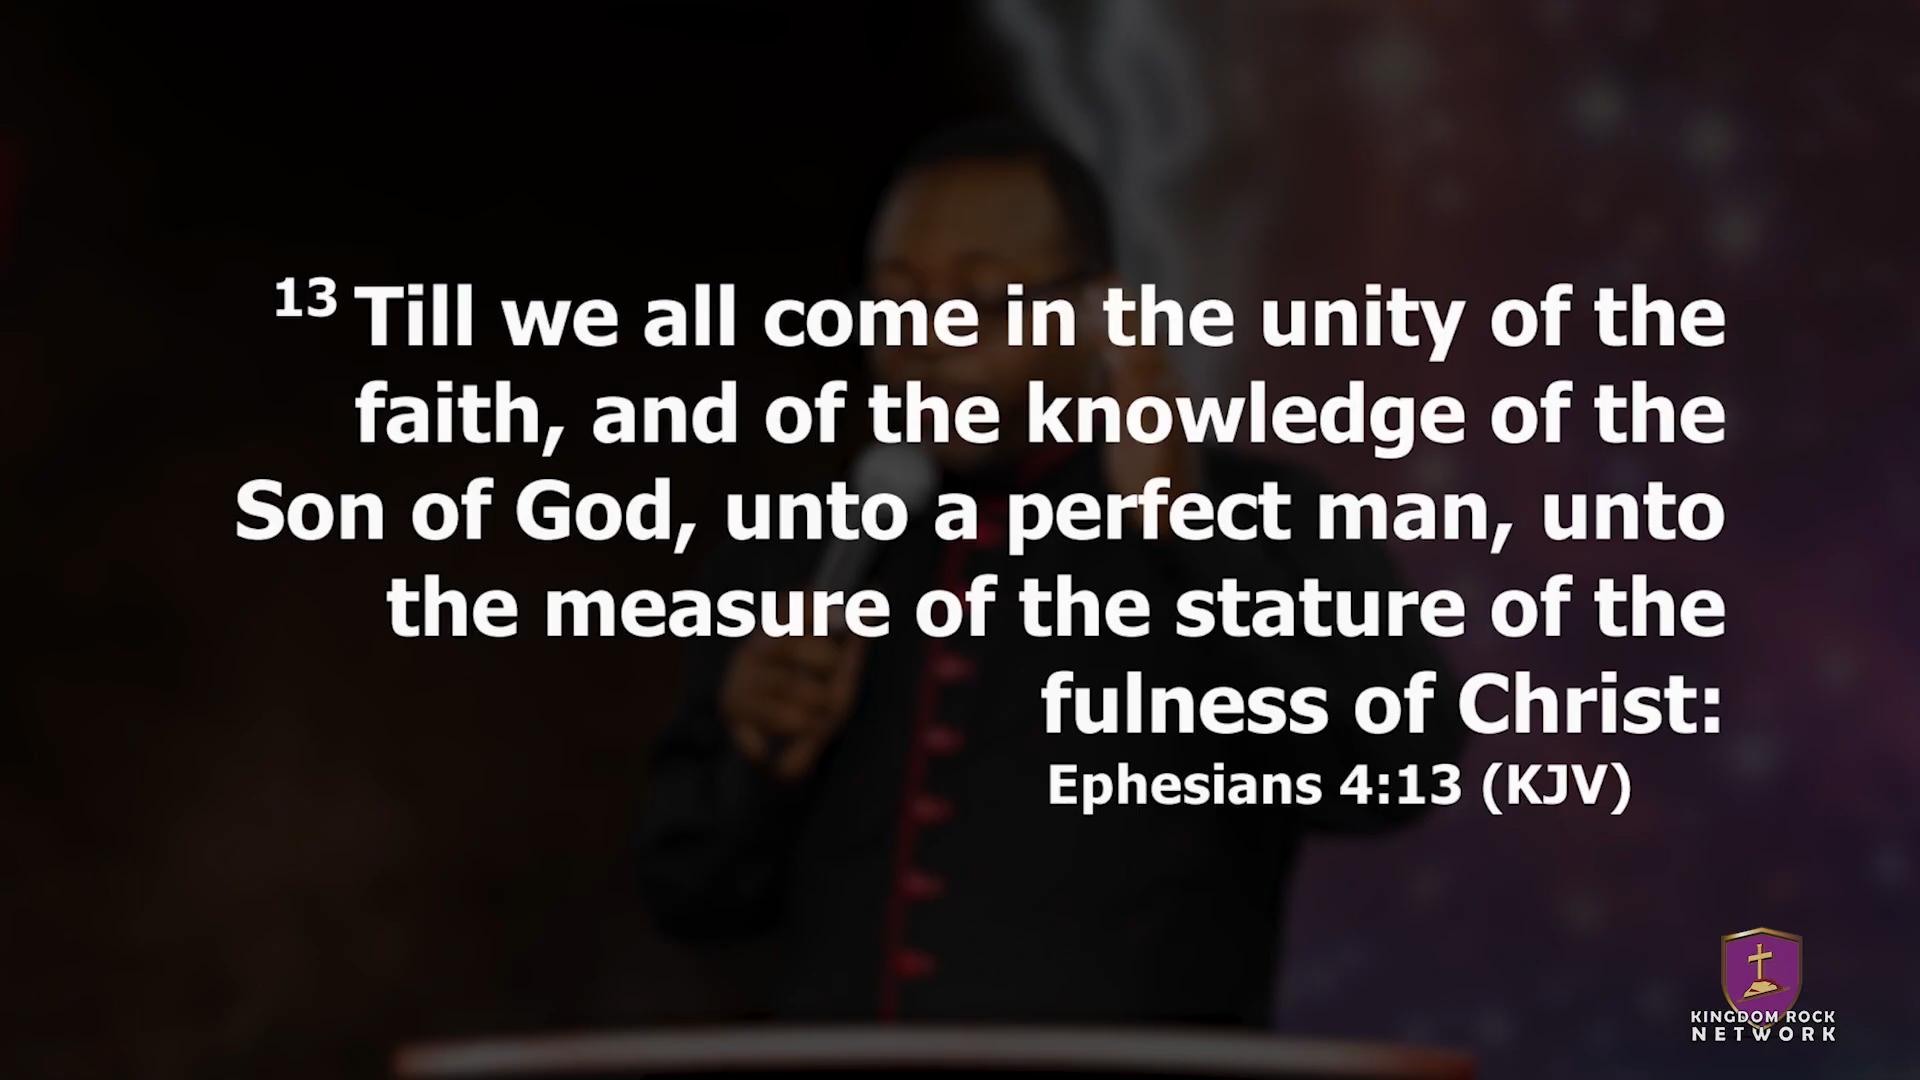 13 Till we all come in the unity of the
faith, and of the knowledge of the
Son of God, unto a perfect man, unto
the measure of the stature of the
fulness of Christ:
Ephesians 4:13 (KJV)
KINGDOM ROCK
NETWORK